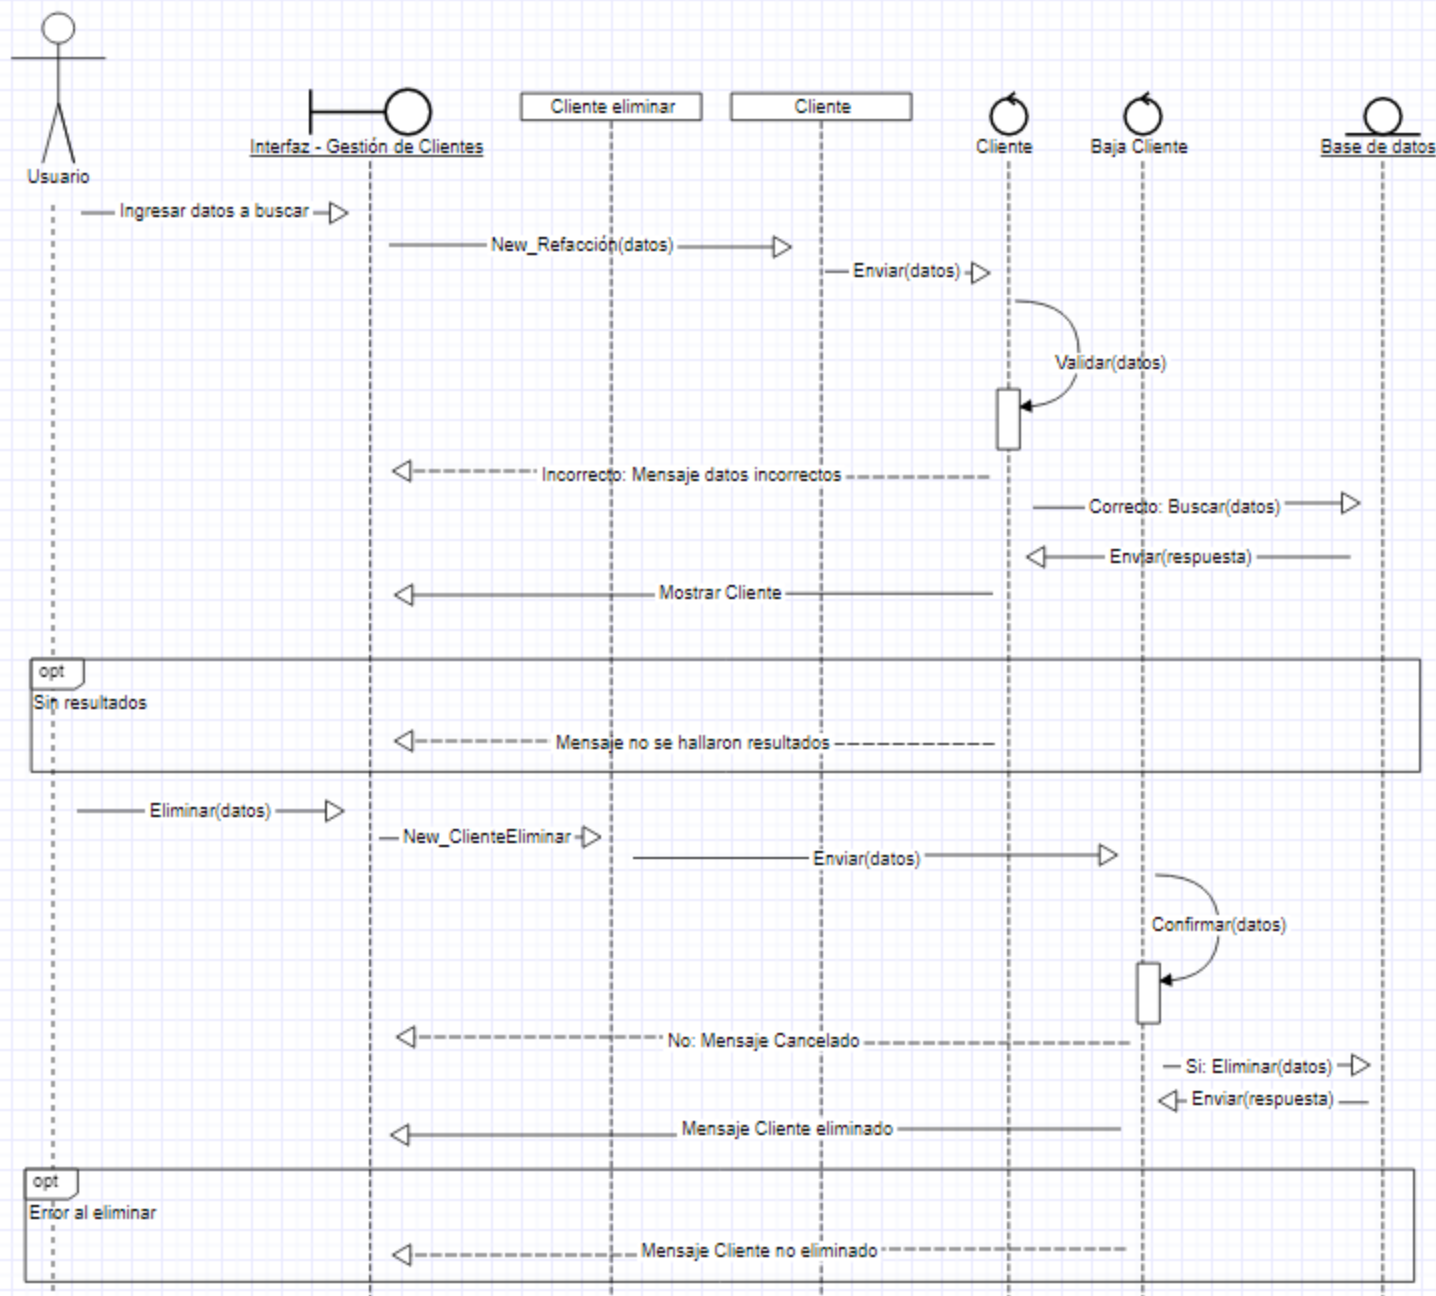 Cliente eliminar
Cliente
Interfaz - Gestión de Clientes
Cliente
Baja Cliente
Base de datos
Usuario
Ingresar datos a buscar
New_Refacción(datos)
Enviar(datos)
Validar(datos)
Incorrecto: Mensaje datos incorrectos
Correcto: Buscar(datos)
Enviar(respuesta)
Mostrar Cliente
opt
Sin resultados
Mensaje no se hallaron resultados
Eliminar(datos)
New_ClienteEliminar
Enviar(datos)
Confirmar(datos)
No: Mensaje Cancelado
Si: Eliminar(datos)
Enviar(respuesta)
Mensaje Cliente eliminado
opt
Error al eliminar
Mensaje Cliente no eliminado